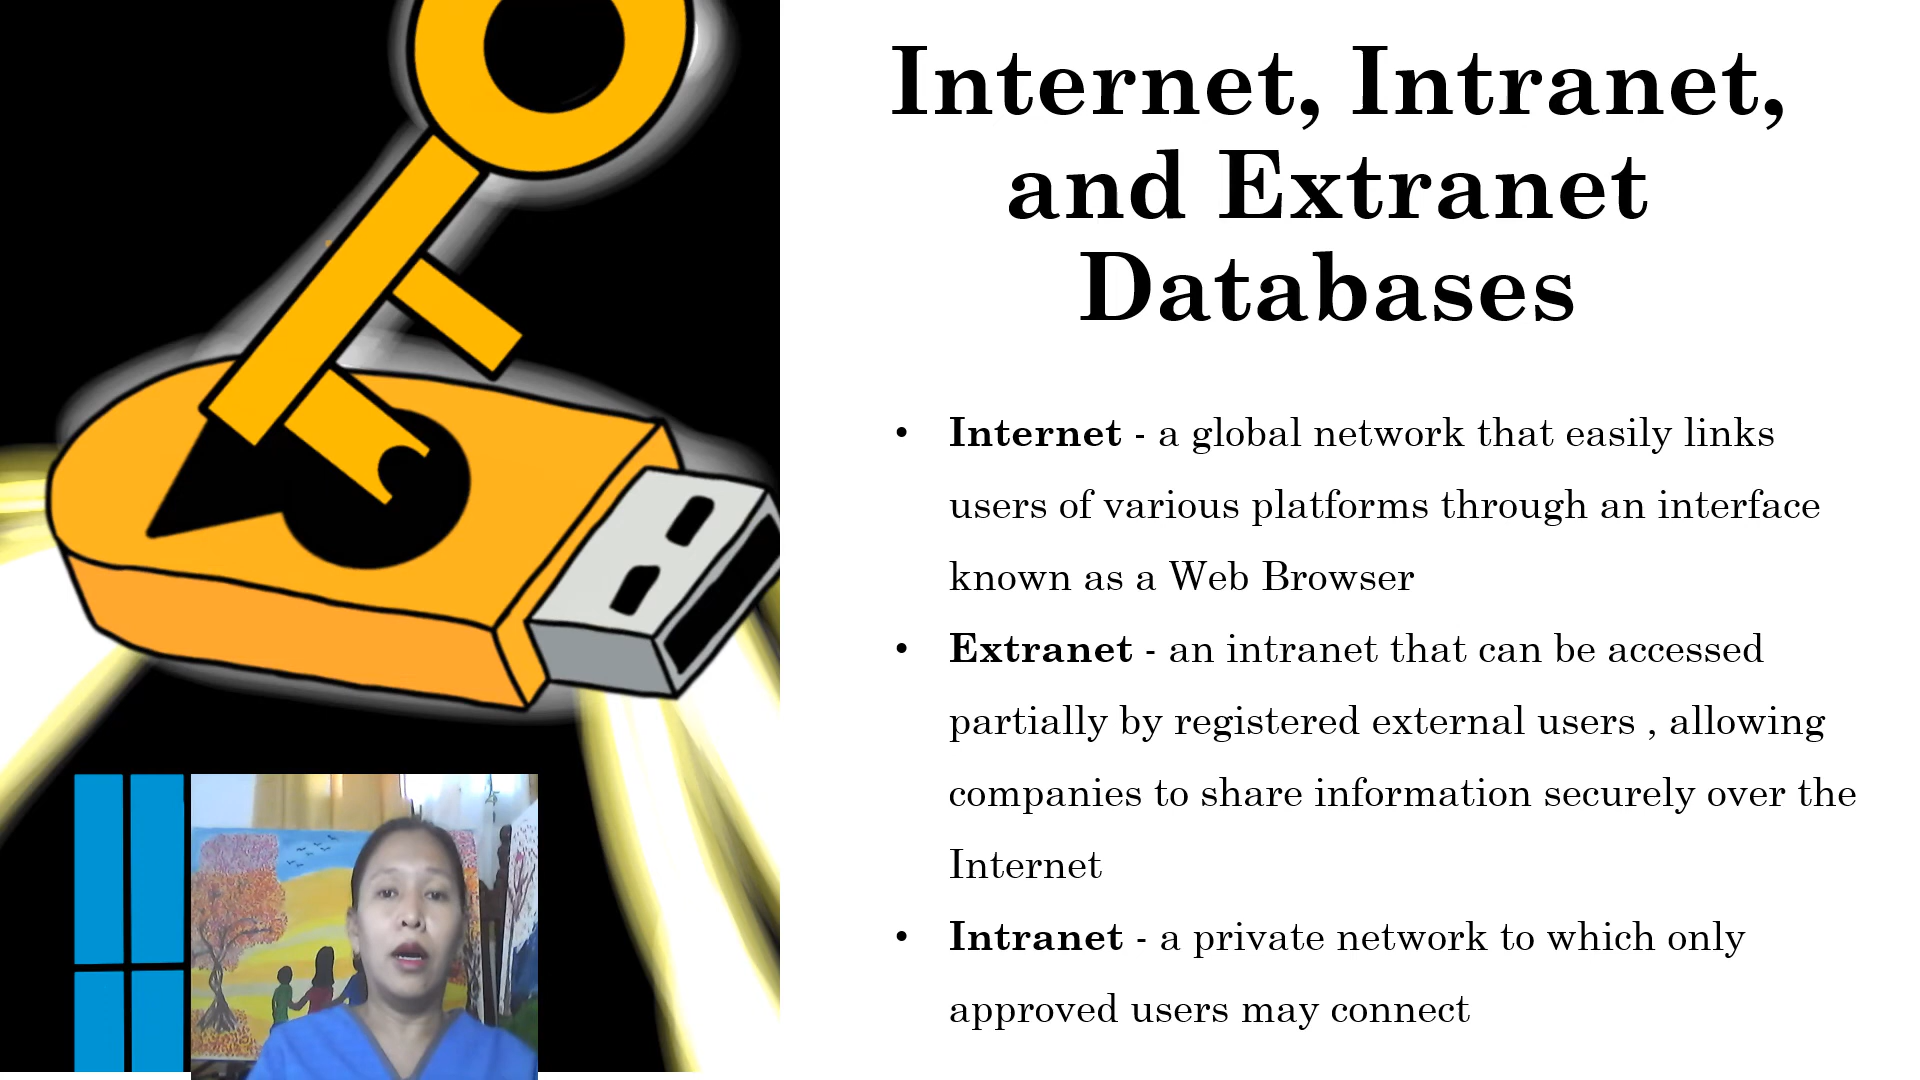 Internet, Intranet,
and Extranet
Databases
• Internet - a global network that easily links
users of various platforms through an interface
known as a Web Browser
• Extranet - an intranet that can be accessed
partially by registered external users , allowing
companies to share information securely over the
Internet
• Intranet - a private network to which only
approved users may connect